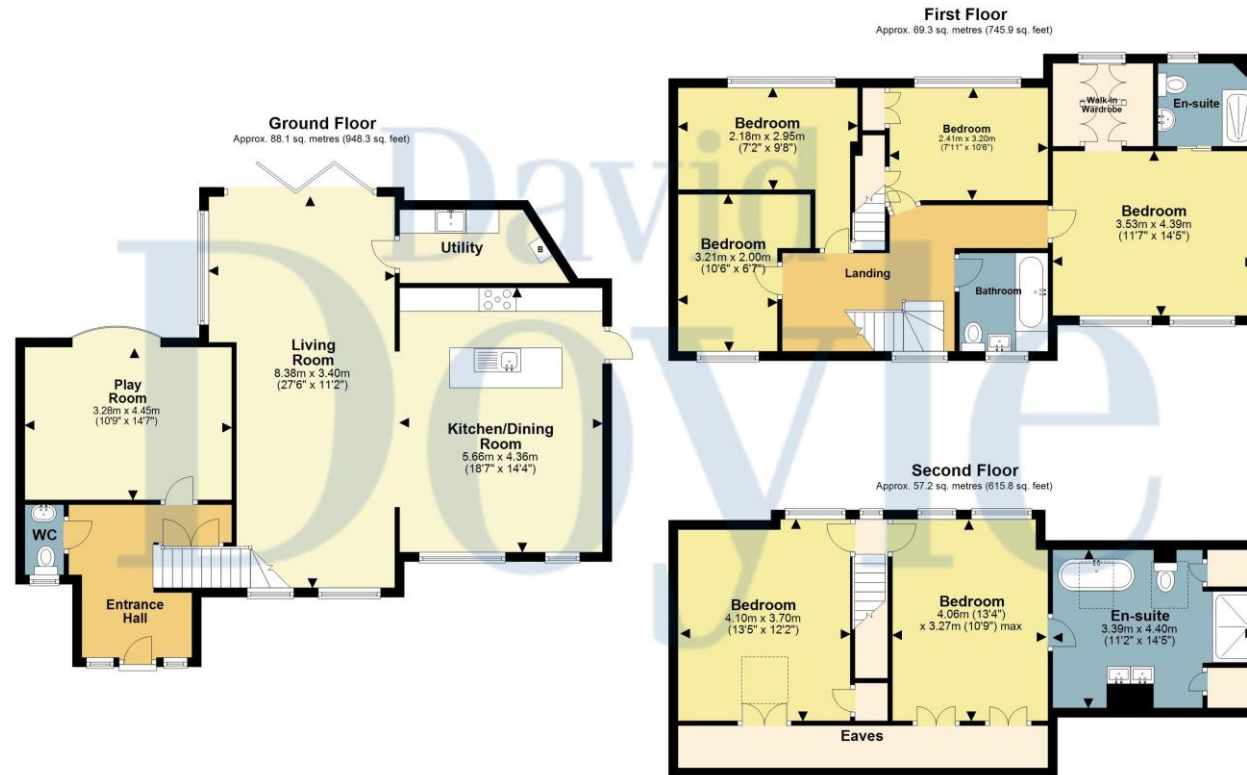 Ground Floor
Approx. 88.1 sq. metres (948.3 sq. feet)
Utility
B
Living
Room
8.38m x 3.40m
(27'6" x 11'2")
Play
Room
3.28m x 4.45m
(10'9" x 14'7")
Kitchen/Dining
Room
5.66m x 4.36m
(18'7" x 14'4")
WC
Entrance
Hall
First Floor
Approx. 69.3 sq. metres (745.9 sq. feet)
Bedroom
2.18m x 2.95m
(7'2" x 9'8")
Bedroom
2.41m x 3.20m
(7'11" x 10'6")
Walk-in
Wardrobe
En-suite
Bedroom
3.21m x 2.00m
(10'6" x 6'7")
Bedroom
3.53m x 4.39m
(11'7" x 14'5")
Landing
Bathroom
Second Floor
Approx. 57.2 sq. metres (615.8 sq. feet)
Bedroom
4.10m x 3.70m
(13'5" x 12'2")
Bedroom
4.06m (13'4")
x 3.27m (10'9") max
En-suite
3.39m x 4.40m
(11'2" x 14'5")
Eaves
David
Doyle